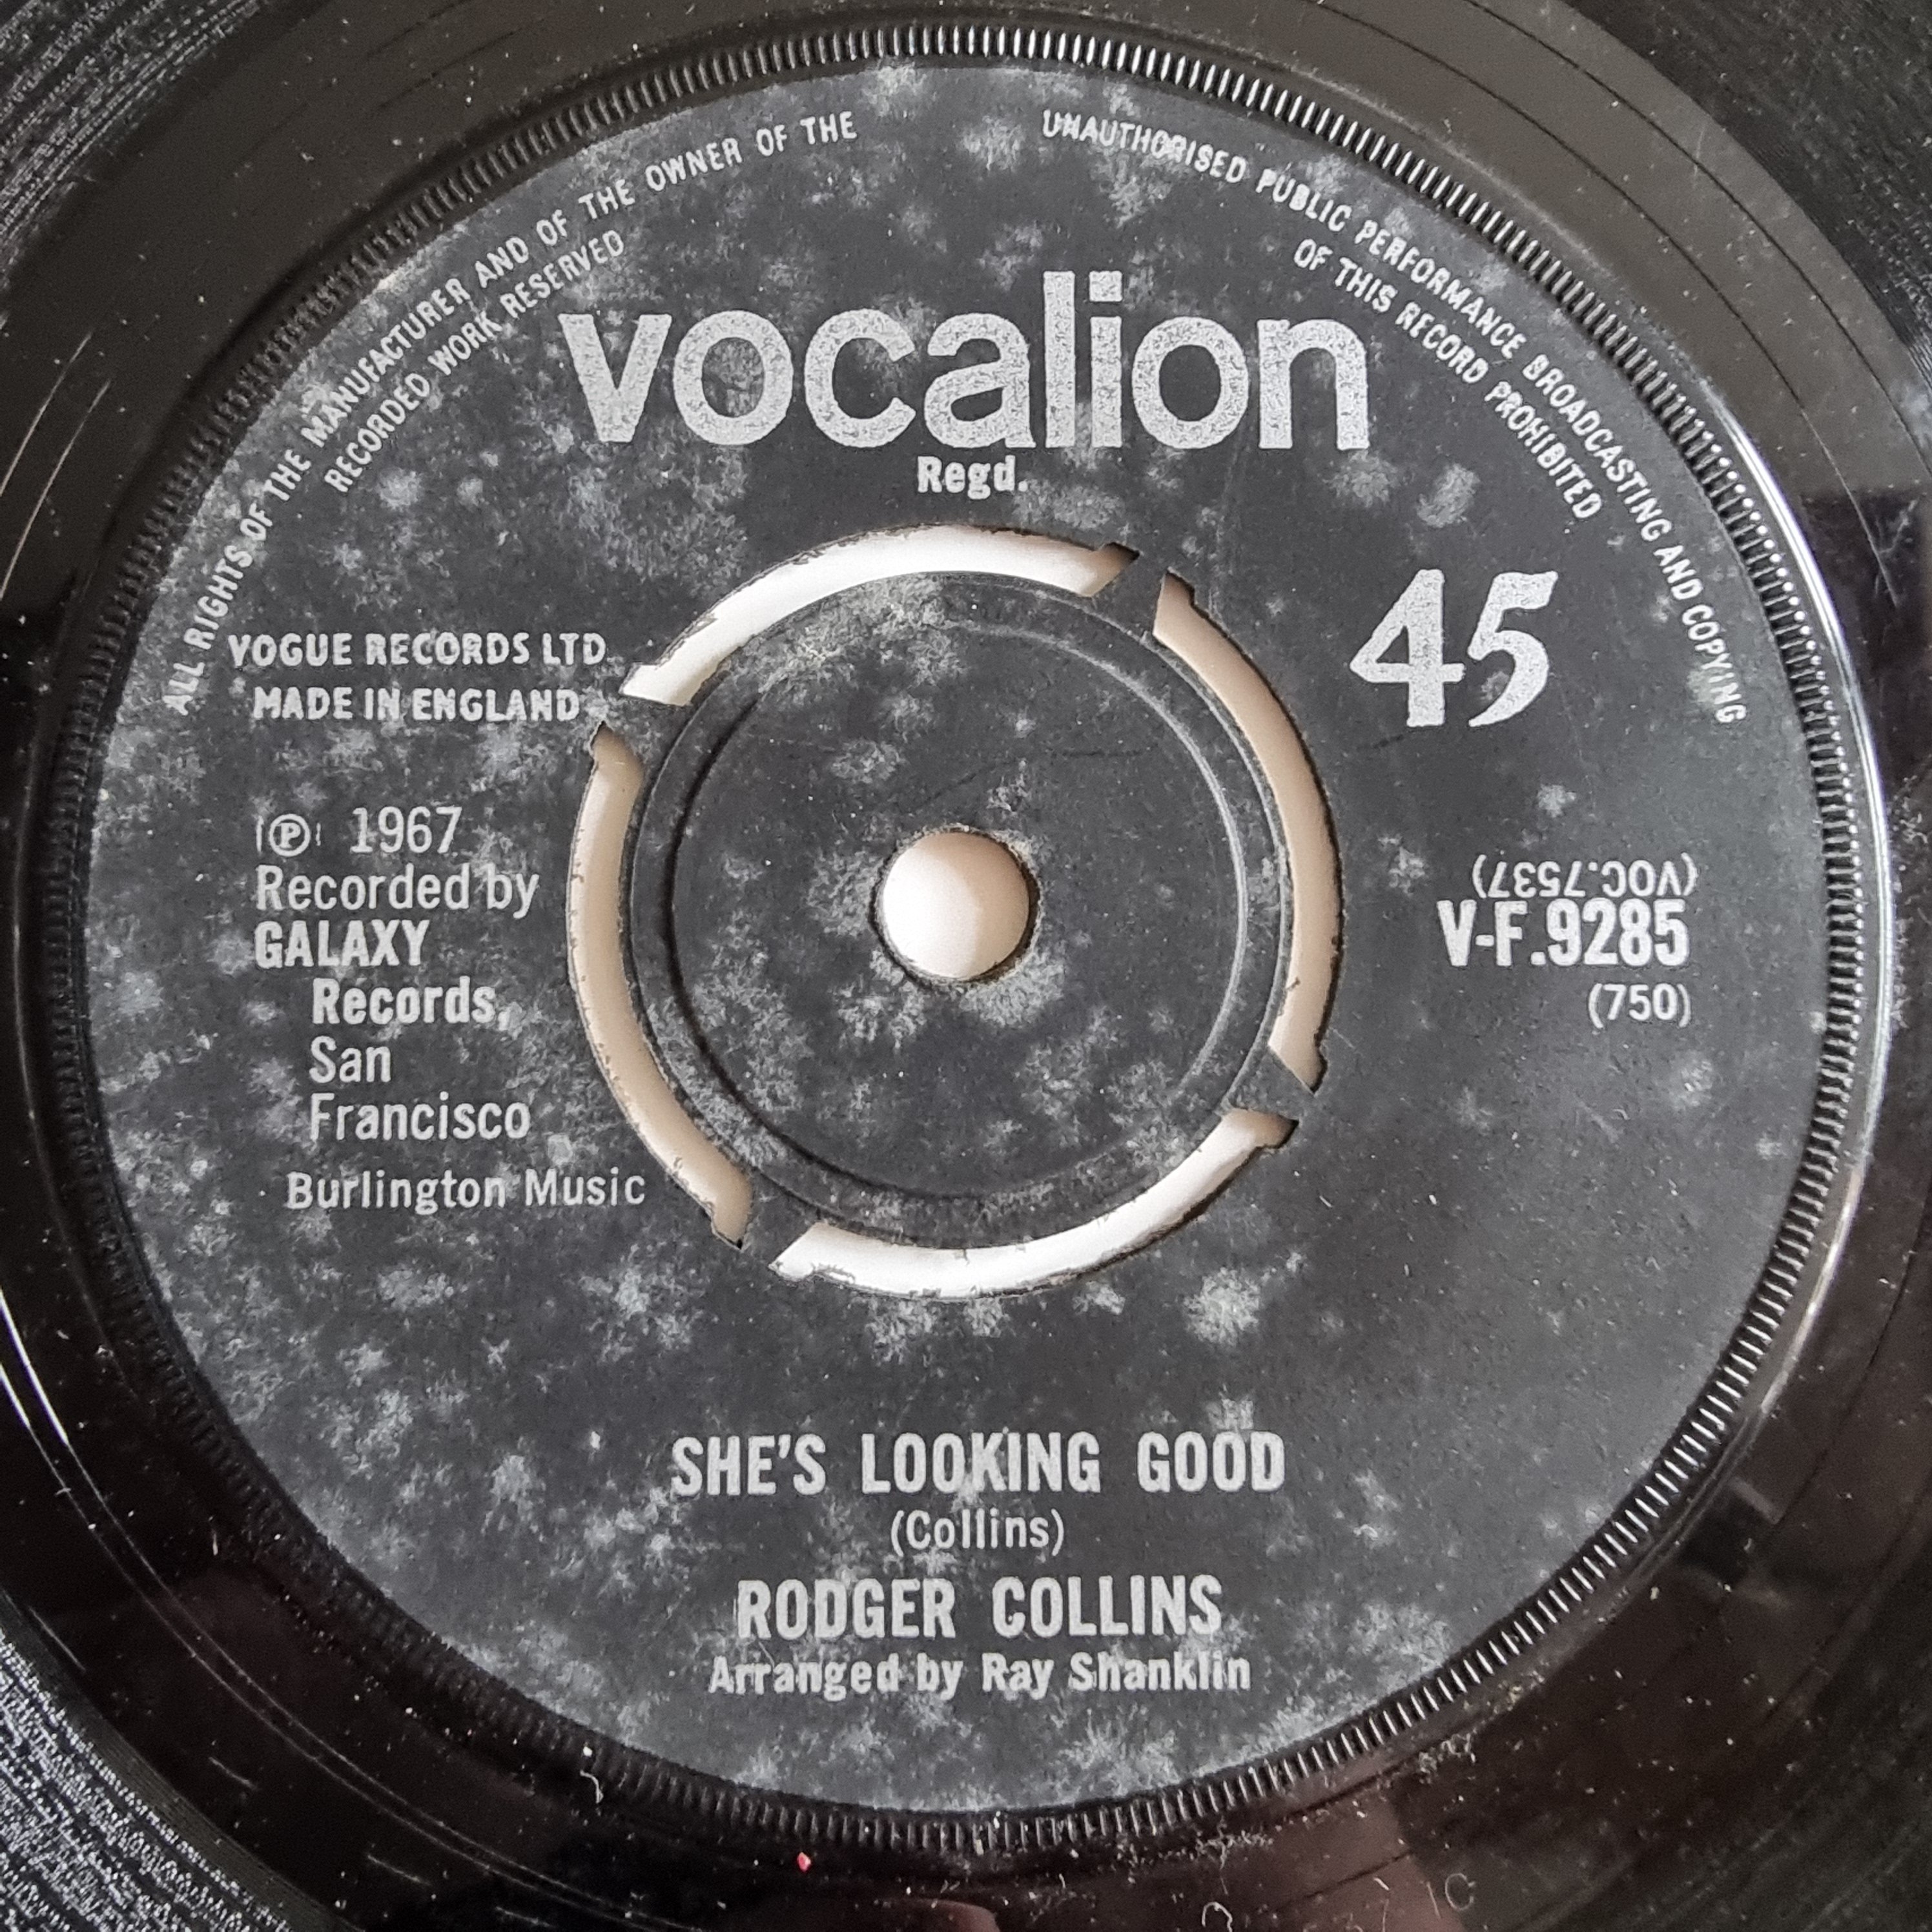 ALL RIGHTS OF THE MANUFACTURER AND OF THE OWNER OF THE
RECORDED WORK RESERVED
UNAUTHORISED PUBLIC PERFORMANCE BROADCASTING AND COPYING
OF THIS RECORD PROHIBITED
vocalion
Regd.
45
VOGUE RECORDS LTD
MADE IN ENGLAND
℗ 1967
Recorded by
GALAXY
Records,
San
Francisco
Burlington Music
(VOC.7537)
V-F.9285
(750)
SHE'S LOOKING GOOD
(Collins)
RODGER COLLINS
Arranged by Ray Shanklin